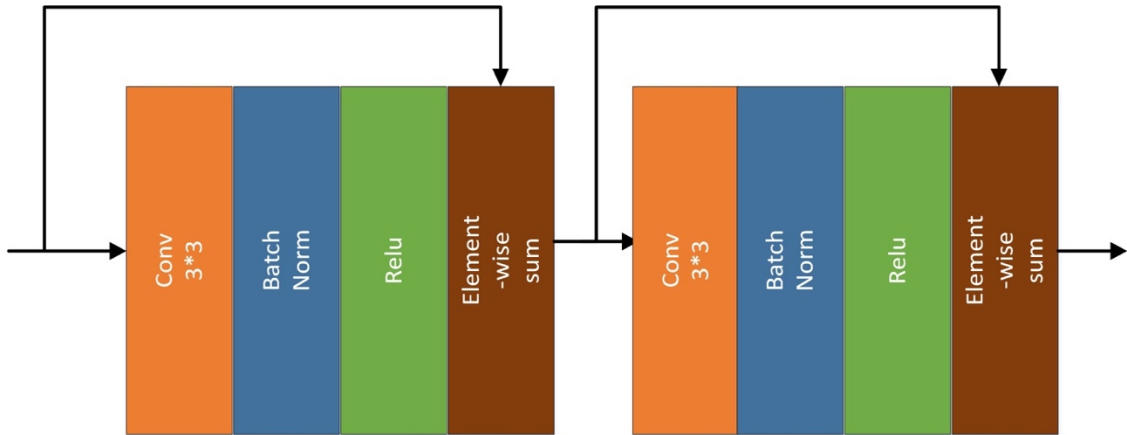 Conv
3*3
Batch
Norm
Relu
Element
-wise
sum
Conv
3*3
Batch
Norm
Relu
Element
-wise
sum